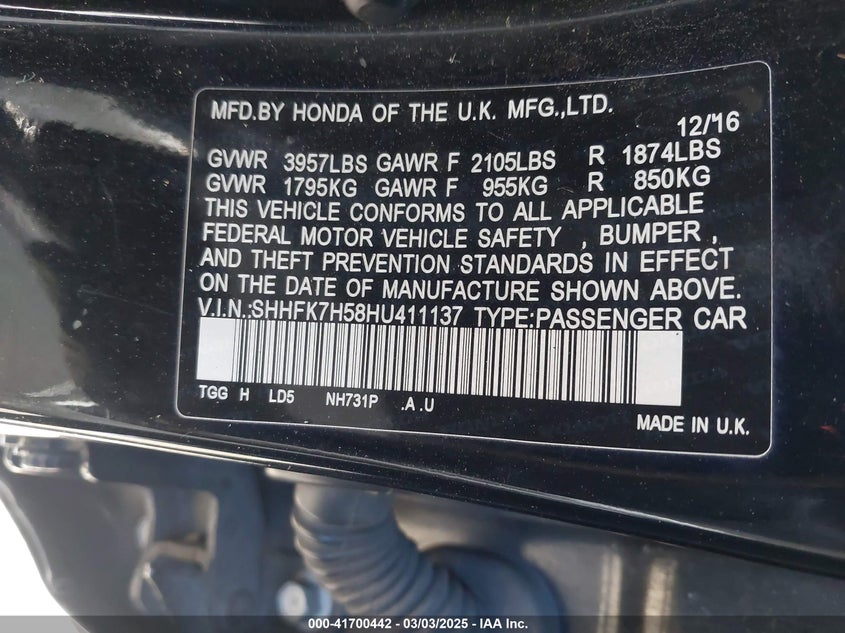 MFD.BY HONDA OF THE U.K. MFG.,LTD.
12/'16
GVWR 3957LBS GAWR F 2105LBS R 1874LBS
GVWR 1795KG GAWR F 955KG R 850KG
THIS VEHICLE CONFORMS TO ALL APPLICABLE
FEDERAL MOTOR VEHICLE SAFETY , BUMPER ,
AND THEFT PREVENTION STANDARDS IN EFFECT
ON THE DATE OF MANUFACTURE SHOWN ABOVE.
V.I.N.:SHHFK7H58HU411137 TYPE:PASSENGER CAR
TGG H LD5 NH731P .A .U
MADE IN U.K.
000-41700442 - 03/03/2025 - IAA Inc.